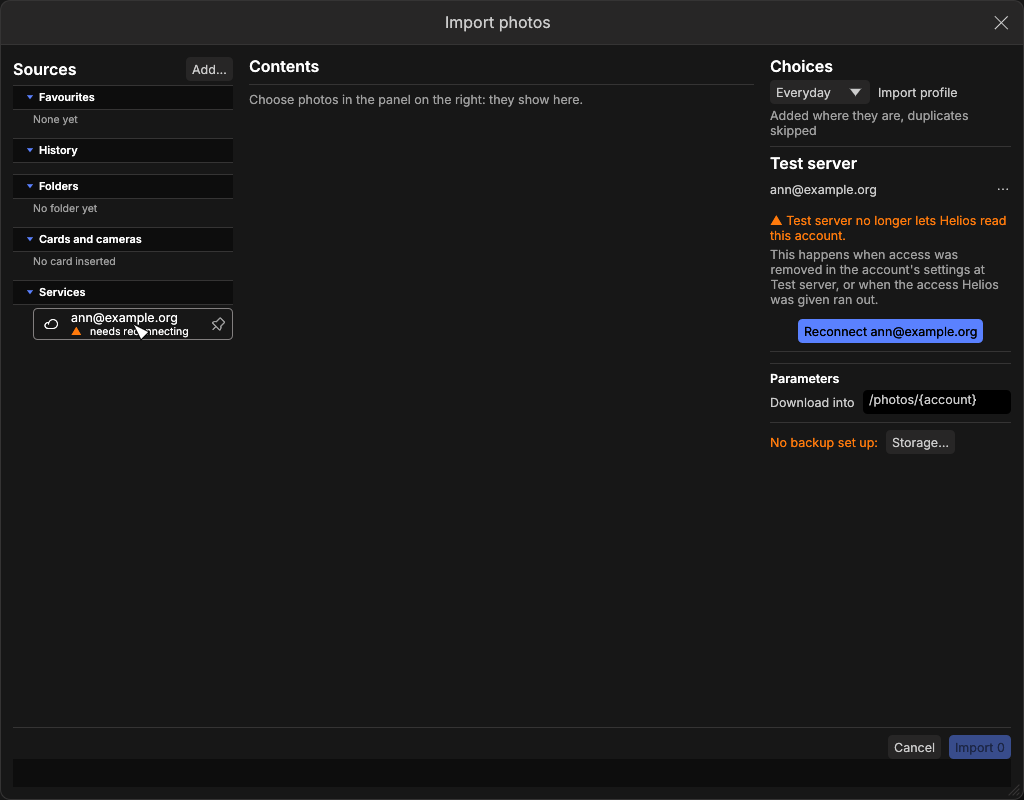 Import photos
Sources
Add...
Favourites
None yet
History
Folders
No folder yet
Cards and cameras
No card inserted
Services
ann@example.org
needs reconnecting
Contents
Choose photos in the panel on the right: they show here.
Choices
Everyday
Import profile
Added where they are, duplicates
skipped
Test server
ann@example.org
...
Test server no longer lets Helios read
this account.
This happens when access was
removed in the account's settings at
Test server, or when the access Helios
was given ran out.
Reconnect ann@example.org
Parameters
Download into
/photos/{account}
No backup set up:
Storage...
Cancel
Import 0